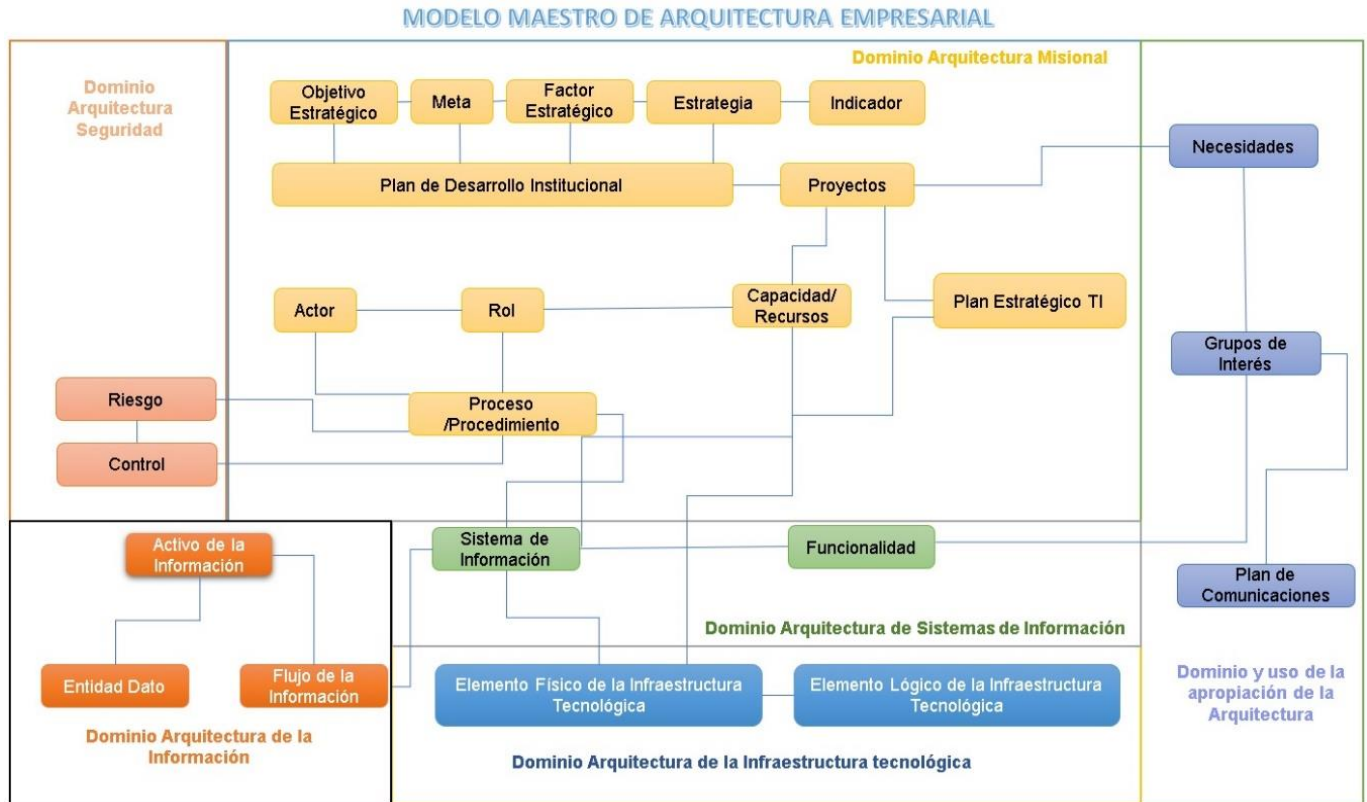 MODELO MAESTRO DE ARQUITECTURA EMPRESARIAL
Dominio Arquitectura Misional
Dominio
Arquitectura
Seguridad
Objetivo
Estratégico
Meta
Factor
Estratégico
Estrategia
Indicador
Necesidades
Plan de Desarrollo Institucional
Proyectos
Actor
Rol
Capacidad/
Recursos
Plan Estratégico TI
Grupos de
Interés
Riesgo
Proceso
/Procedimiento
Control
Activo de la
Información
Sistema de
Información
Funcionalidad
Plan de
Comunicaciones
Dominio Arquitectura de Sistemas de Información
Entidad Dato
Flujo de la
Información
Elemento Físico de la Infraestructura
Tecnológica
Elemento Lógico de la Infraestructura
Tecnológica
Dominio y uso de la
apropiación de la
Arquitectura
Dominio Arquitectura de la
Información
Dominio Arquitectura de la Infraestructura tecnológica